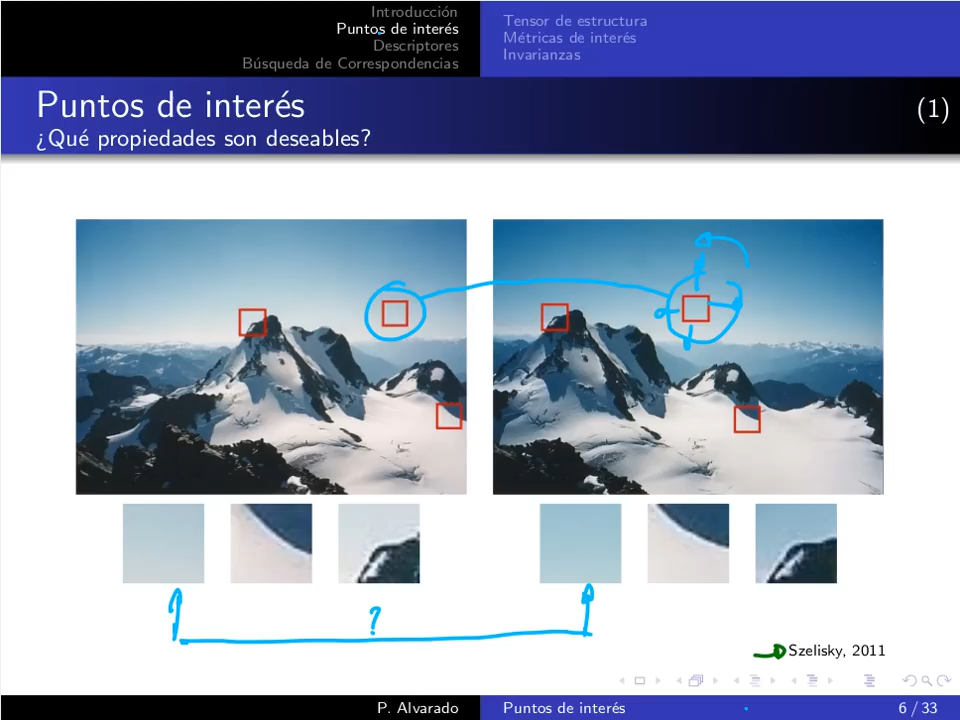 Introducción
Puntos de interés
Descriptores
Búsqueda de Correspondencias
Tensor de estructura
Métricas de interés
Invarianzas
Puntos de interés
(1)
¿Qué propiedades son deseables?
?
Szelisky, 2011
P. Alvarado
Puntos de interés
6 / 33